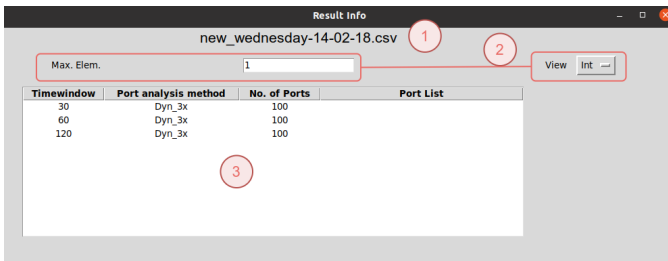 Result Info
new_wednesday-14-02-18.csv
1
2
Max. Elem. 1 View Int
Timewindow Port analysis method No. of Ports Port List
30 Dyn_3x 100
60 Dyn_3x 100
120 Dyn_3x 100
3